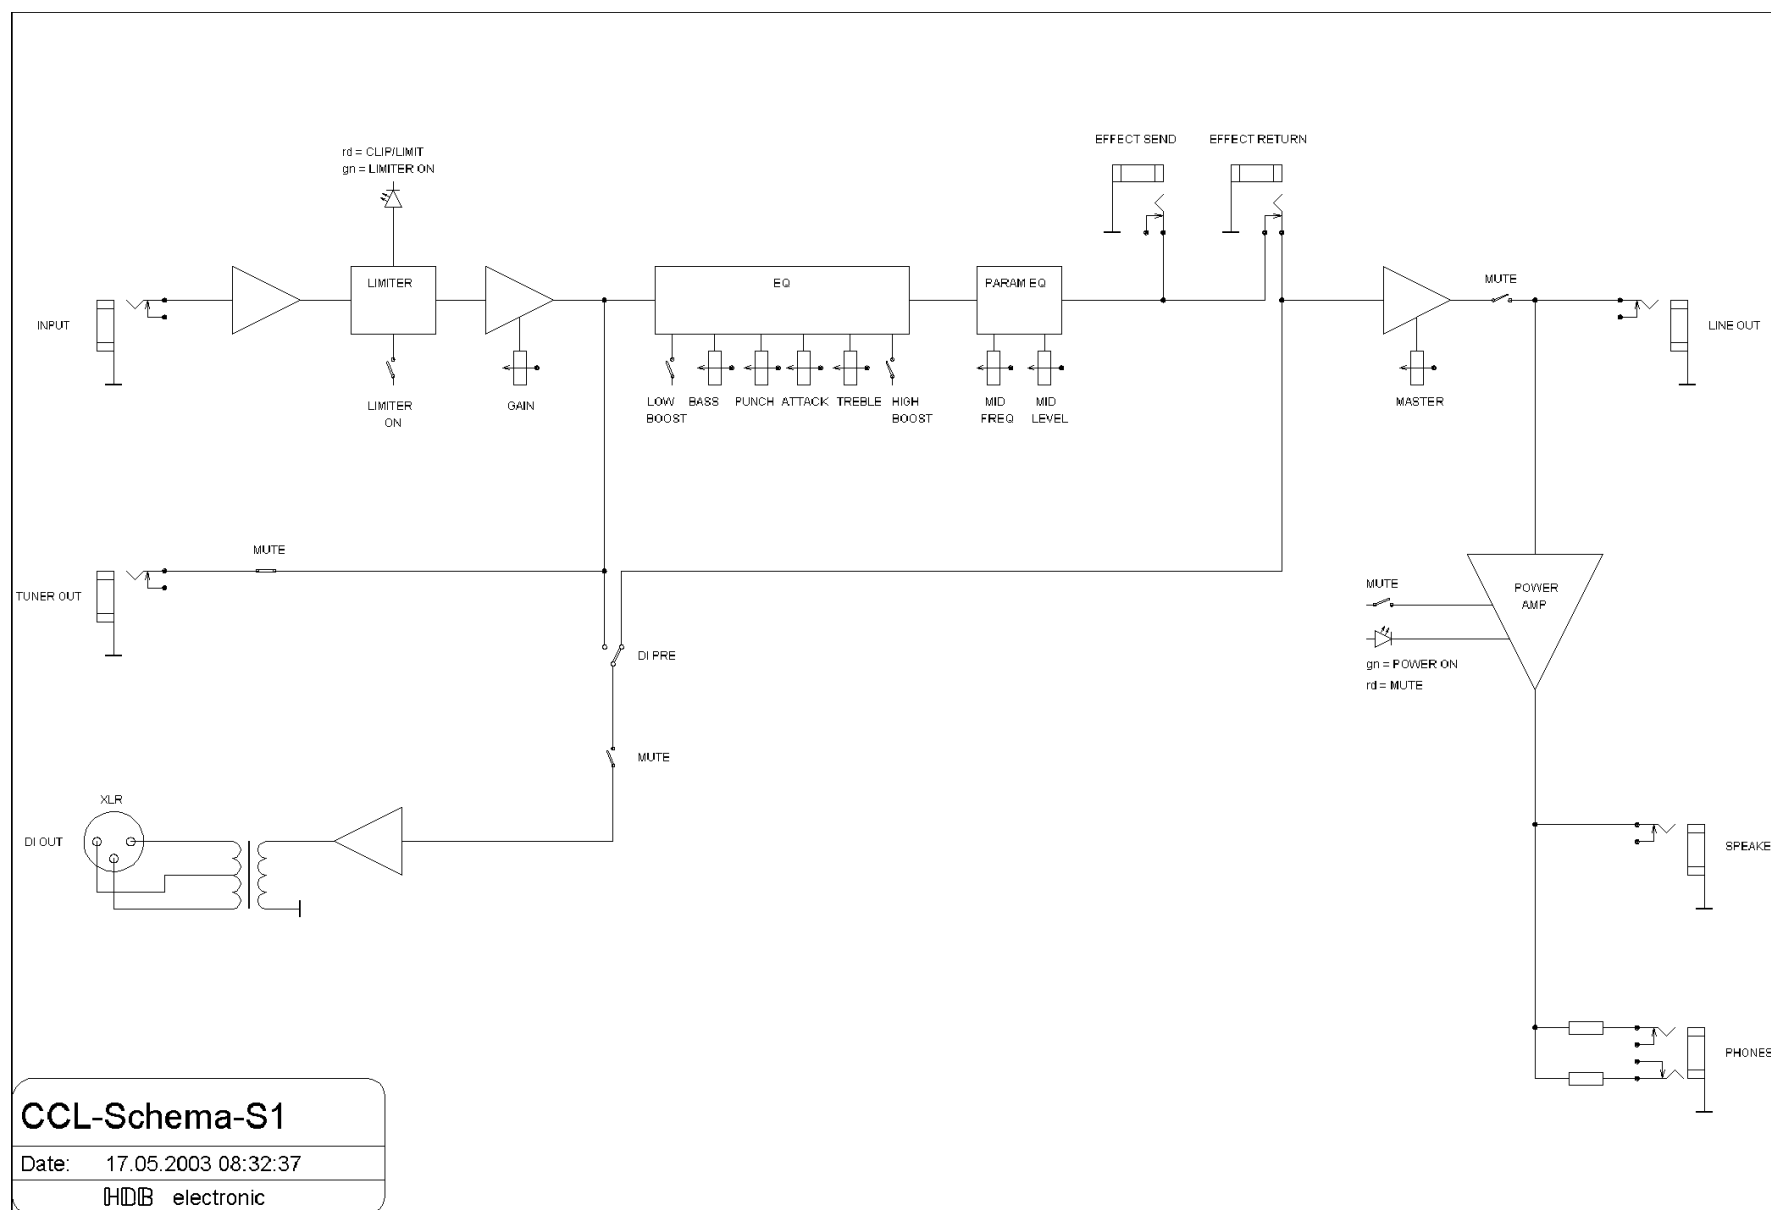 EFFECT SEND
EFFECT RETURN
rd = CLIP/LIMIT
gn = LIMITER ON
LIMITER
EQ
PARAM EQ
MUTE
INPUT
LINE OUT
LIMITER
ON
GAIN
LOW
BOOST
BASS
PUNCH
ATTACK
TREBLE
HIGH
BOOST
MID
FREQ
MID
LEVEL
MASTER
MUTE
TUNER OUT
MUTE
POWER
AMP
DI PRE
gn = POWER ON
rd = MUTE
MUTE
XLR
DI OUT
SPEAKE
PHONES
CCL-Schema-S1
Date: 17.05.2003 08:32:37
HDB electronic